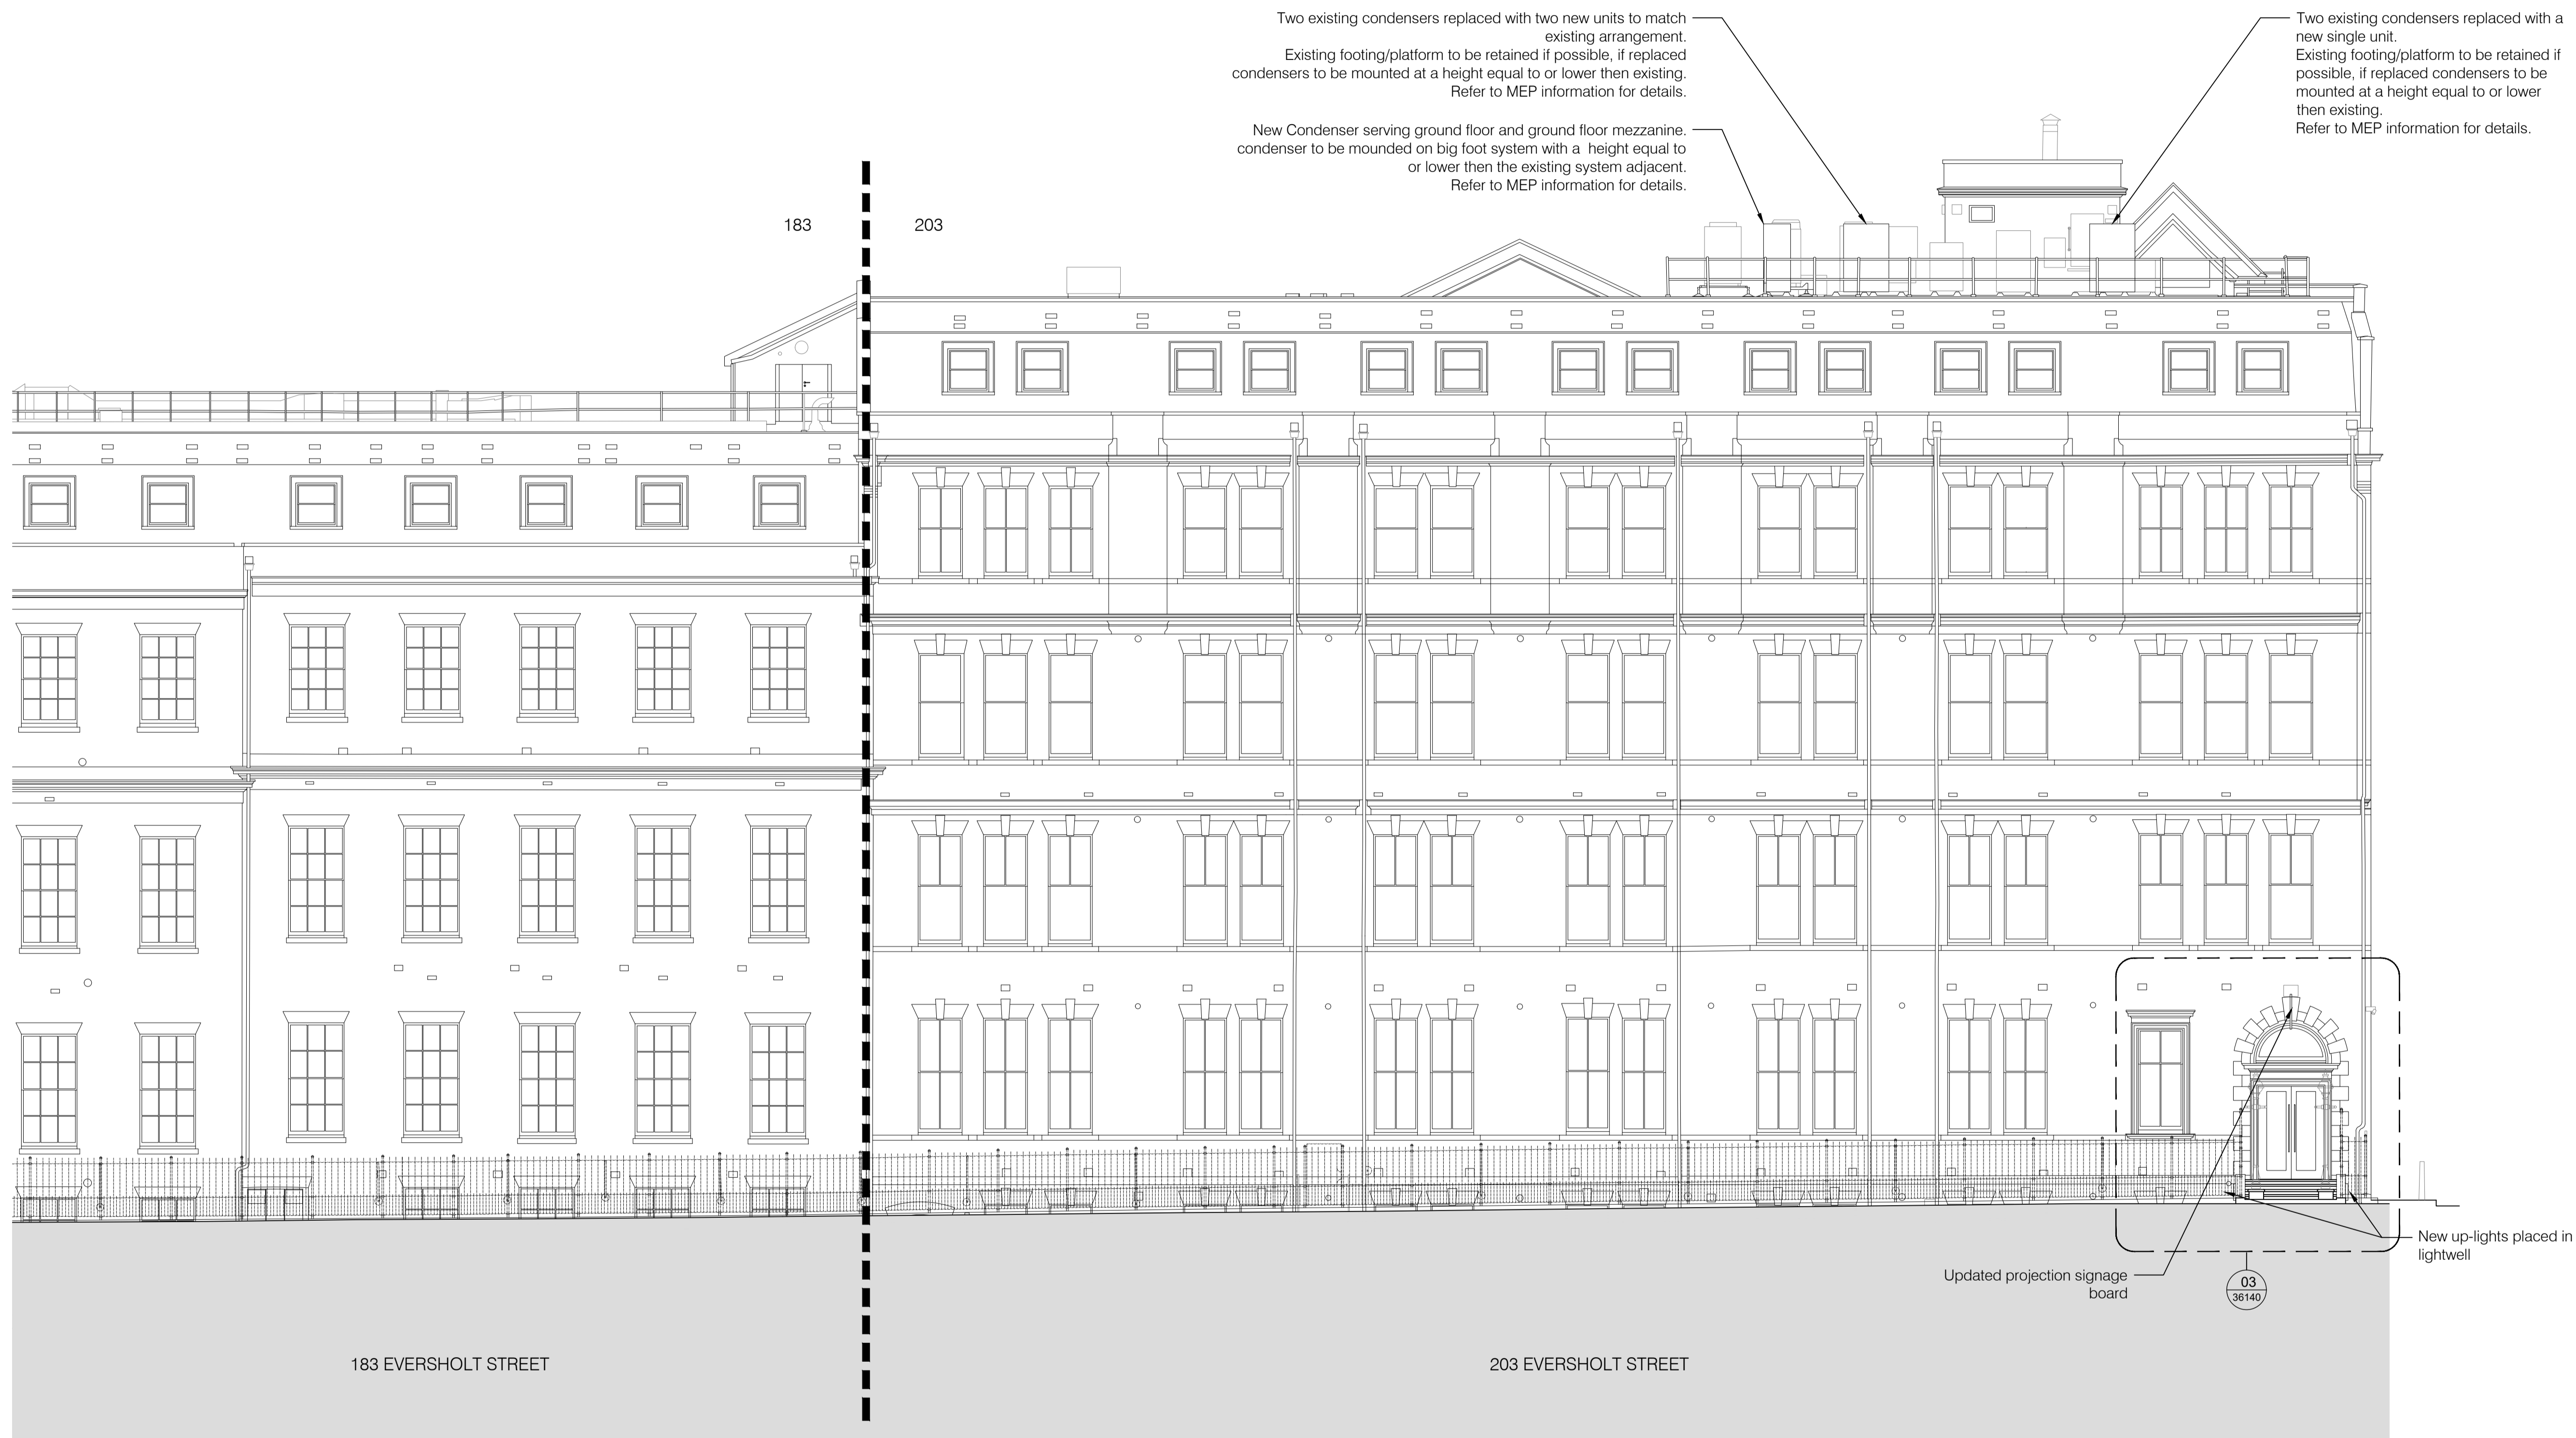 Two existing condensers replaced with two new units to match
existing arrangement.
Existing footing/platform to be retained if possible, if replaced
condensers to be mounted at a height equal to or lower then existing.
Refer to MEP information for details.
New Condenser serving ground floor and ground floor mezzanine.
condenser to be mounded on big foot system with a height equal to
or lower then the existing system adjacent.
Refer to MEP information for details.
Two existing condensers replaced with a
new single unit.
Existing footing/platform to be retained if
possible, if replaced condensers to be
mounted at a height equal to or lower
then existing.
Refer to MEP information for details.
183
203
New up-lights placed in
lightwell
Updated projection signage
board
03
36140
183 EVERSHOLT STREET
203 EVERSHOLT STREET